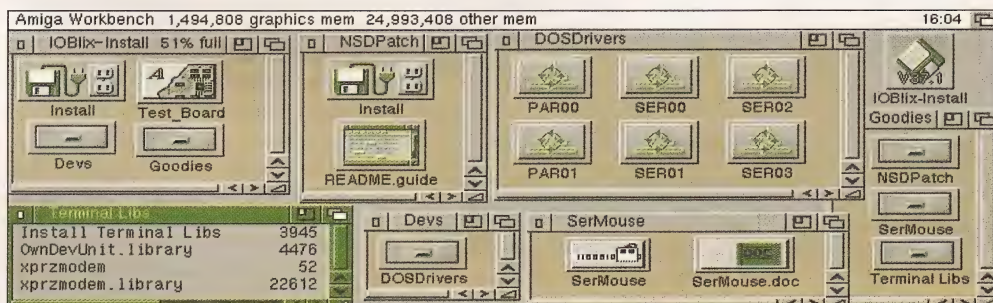 Amiga Workbench 1,494,808 graphics mem 24,993,408 other mem 16:04
IOBlix-Install 51% full
Install
Test_Board
Devs
Goodies
NSDPatch
Install
README.guide
DOSDrivers
PAR00
SER00
SER02
PAR01
SER01
SER03
V37.1
IOBlix-Install
Goodies
NSDPatch
SerMouse
Terminal Libs
Terminal Libs
Install Terminal Libs 3945
OwnDevUnit.library 4476
xprzmodem 52
xprzmodem.library 22612
Devs
DOSDrivers
SerMouse
SerMouse
DOC
SerMouse.doc